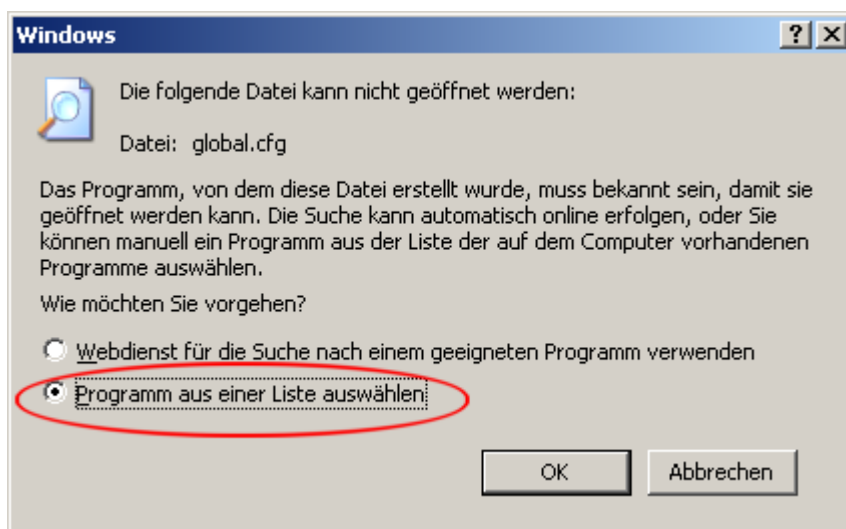 Windows
Die folgende Datei kann nicht geöffnet werden:
Datei: global.cfg
Das Programm, von dem diese Datei erstellt wurde, muss bekannt sein, damit sie
geöffnet werden kann. Die Suche kann automatisch online erfolgen, oder Sie
können manuell ein Programm aus der Liste der auf dem Computer vorhandenen
Programme auswählen.
Wie möchten Sie vorgehen?
Webdienst für die Suche nach einem geeigneten Programm verwenden
Programm aus einer Liste auswählen
OK Abbrechen